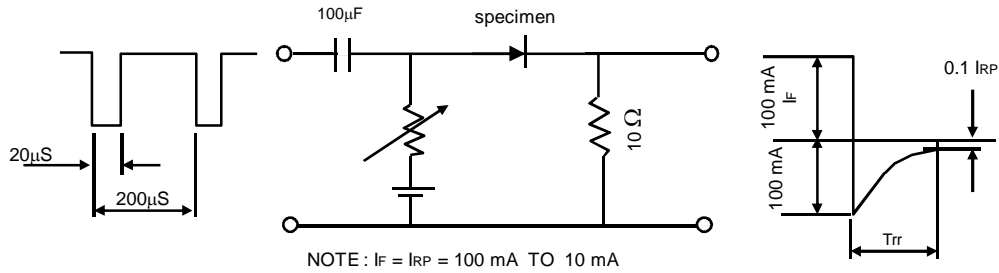 20µS
200µS
100µF
specimen
10 Ω
NOTE : IF = IRP = 100 mA TO 10 mA
100 mA
IF
100 mA
0.1 IRP
Trr